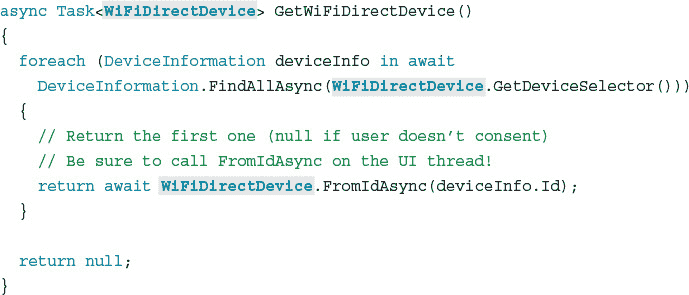 async Task<WiFiDirectDevice> GetWiFiDirectDevice()
{
  foreach (DeviceInformation deviceInfo in await
    DeviceInformation.FindAllAsync(WiFiDirectDevice.GetDeviceSelector()))
  {
    // Return the first one (null if user doesn’t consent)
    // Be sure to call FromIdAsync on the UI thread!
    return await WiFiDirectDevice.FromIdAsync(deviceInfo.Id);
  }

  return null;
}